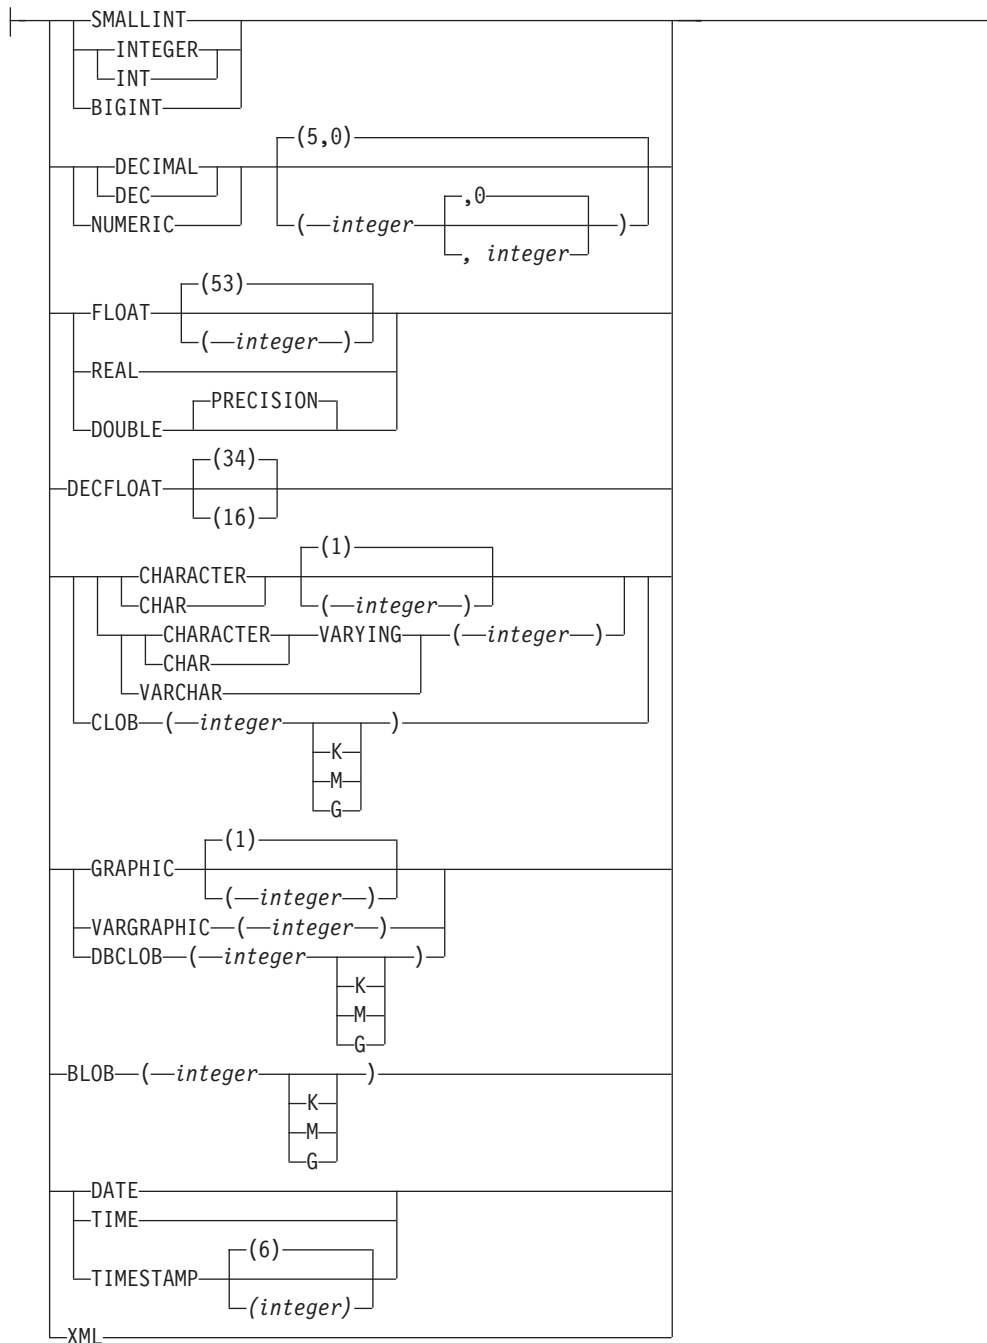 SMALLINT
INTEGER
INT
BIGINT
(5,0)
DECIMAL
DEC
,0
NUMERIC ( integer )
, integer
(53)
FLOAT
( integer )
REAL
PRECISION
DOUBLE
(34)
DECFLOAT
(16)
(1)
CHARACTER
CHAR ( integer )
CHARACTER VARYING ( integer )
CHAR
VARCHAR
CLOB ( integer )
K
M
G
(1)
GRAPHIC
( integer )
VARGRAPHIC ( integer )
DBCLOB ( integer )
K
M
G
BLOB ( integer )
K
M
G
DATE
TIME
(6)
TIMESTAMP
(integer)
XML